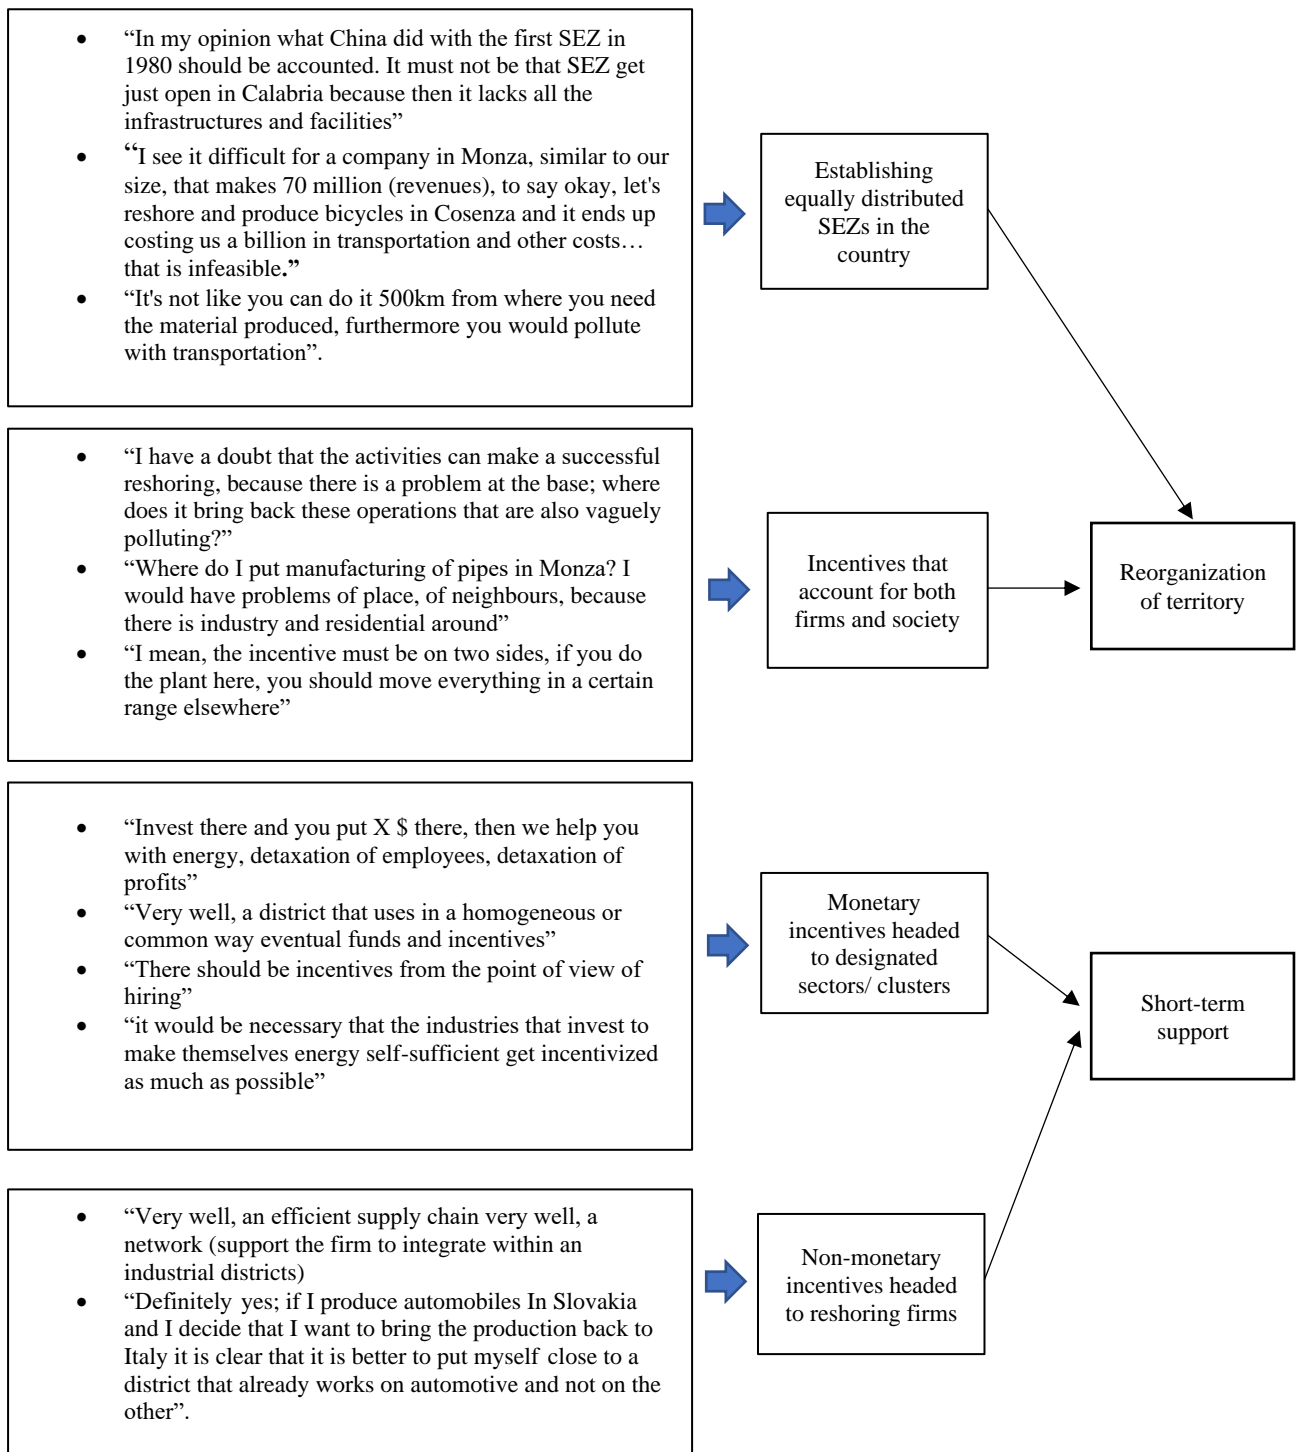 • “In my opinion what China did with the first SEZ in
1980 should be accounted. It must not be that SEZ get
just open in Calabria because then it lacks all the
infrastructures and facilities”
• “I see it difficult for a company in Monza, similar to our
size, that makes 70 million (revenues), to say okay, let's
reshore and produce bicycles in Cosenza and it ends up
costing us a billion in transportation and other costs…
that is infeasible.”
• “It's not like you can do it 500km from where you need
the material produced, furthermore you would pollute
with transportation”.
Establishing
equally distributed
SEZs in the
country
• “I have a doubt that the activities can make a successful
reshoring, because there is a problem at the base; where
does it bring back these operations that are also vaguely
polluting?”
• “Where do I put manufacturing of pipes in Monza? I
would have problems of place, of neighbours, because
there is industry and residential around”
• “I mean, the incentive must be on two sides, if you do
the plant here, you should move everything in a certain
range elsewhere”
Incentives that
account for both
firms and society
Reorganization
of territory
• “Invest there and you put X $ there, then we help you
with energy, detaxation of employees, detaxation of
profits”
• “Very well, a district that uses in a homogeneous or
common way eventual funds and incentives”
• “There should be incentives from the point of view of
hiring”
• “it would be necessary that the industries that invest to
make themselves energy self-sufficient get incentivized
as much as possible”
Monetary
incentives headed
to designated
sectors/ clusters
Short-term
support
• “Very well, an efficient supply chain very well, a
network (support the firm to integrate within an
industrial districts)
• “Definitely yes; if I produce automobiles In Slovakia
and I decide that I want to bring the production back to
Italy it is clear that it is better to put myself close to a
district that already works on automotive and not on the
other”.
Non-monetary
incentives headed
to reshoring firms